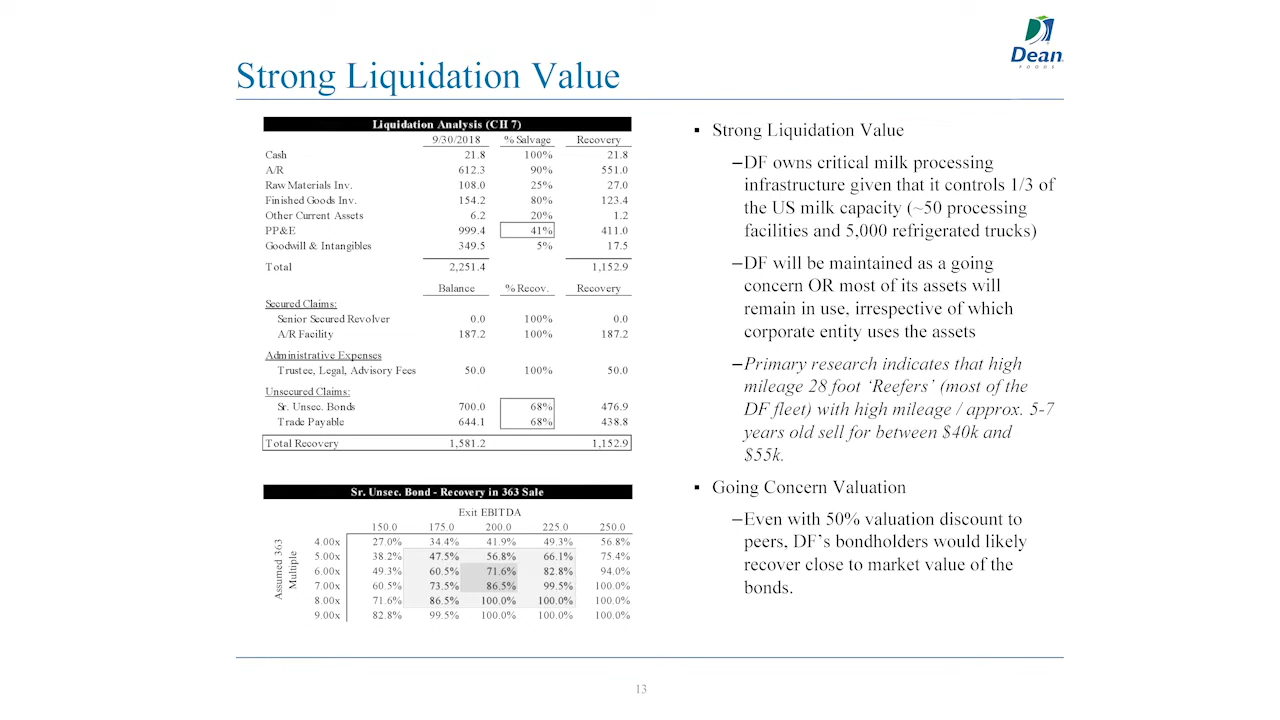 Dean
FOODS
Strong Liquidation Value
Liquidation Analysis (CH 7)
9/30/2018 % Salvage Recovery
Cash 21.8 100% 21.8
A/R 612.3 90% 551.0
Raw Materials Inv. 108.0 25% 27.0
Finished Goods Inv. 154.2 80% 123.4
Other Current Assets 6.2 20% 1.2
PP&E 999.4 41% 411.0
Goodwill & Intangibles 349.5 5% 17.5
Total 2,251.4 1,152.9
Balance % Recov. Recovery
Secured Claims:
Senior Secured Revolver 0.0 100% 0.0
A/R Facility 187.2 100% 187.2
Administrative Expenses
Trustee, Legal, Advisory Fees 50.0 100% 50.0
Unsecured Claims:
Sr. Unsec. Bonds 700.0 68% 476.9
Trade Payable 644.1 68% 438.8
Total Recovery 1,581.2 1,152.9
Sr. Unsec. Bond - Recovery in 363 Sale
Exit EBITDA
150.0 175.0 200.0 225.0 250.0
Assumed 363
Multiple
4.00x 27.0% 34.4% 41.9% 49.3% 56.8%
5.00x 38.2% 47.5% 56.8% 66.1% 75.4%
6.00x 49.3% 60.5% 71.6% 82.8% 94.0%
7.00x 60.5% 73.5% 86.5% 99.5% 100.0%
8.00x 71.6% 86.5% 100.0% 100.0% 100.0%
9.00x 82.8% 99.5% 100.0% 100.0% 100.0%
▪ Strong Liquidation Value
–DF owns critical milk processing
infrastructure given that it controls 1/3 of
the US milk capacity (~50 processing
facilities and 5,000 refrigerated trucks)
–DF will be maintained as a going
concern OR most of its assets will
remain in use, irrespective of which
corporate entity uses the assets
–Primary research indicates that high
mileage 28 foot ‘Reefers’ (most of the
DF fleet) with high mileage / approx. 5-7
years old sell for between $40k and
$55k.
▪ Going Concern Valuation
–Even with 50% valuation discount to
peers, DF’s bondholders would likely
recover close to market value of the
bonds.
13